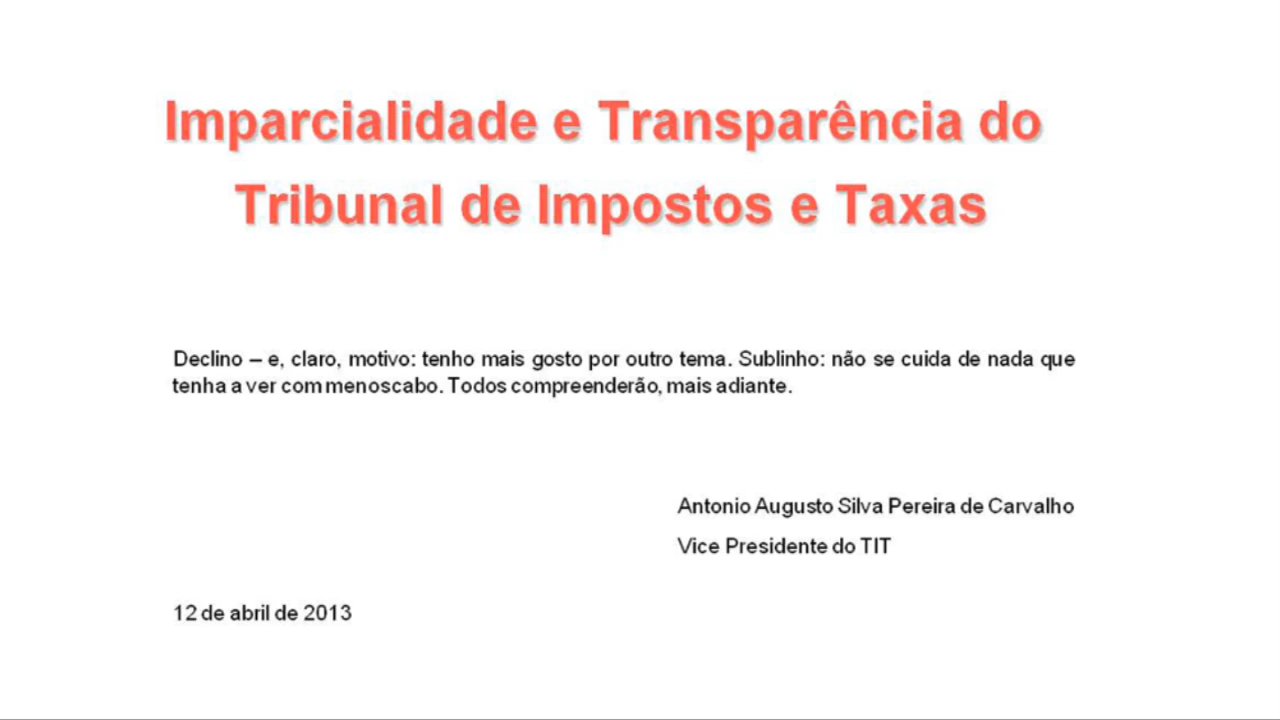 Imparcialidade e Transparência do
Tribunal de Impostos e Taxas
Declino – e, claro, motivo: tenho mais gosto por outro tema. Sublinho: não se cuida de nada que
tenha a ver com menoscabo. Todos compreenderão, mais adiante.
Antonio Augusto Silva Pereira de Carvalho
Vice Presidente do TIT
12 de abril de 2013